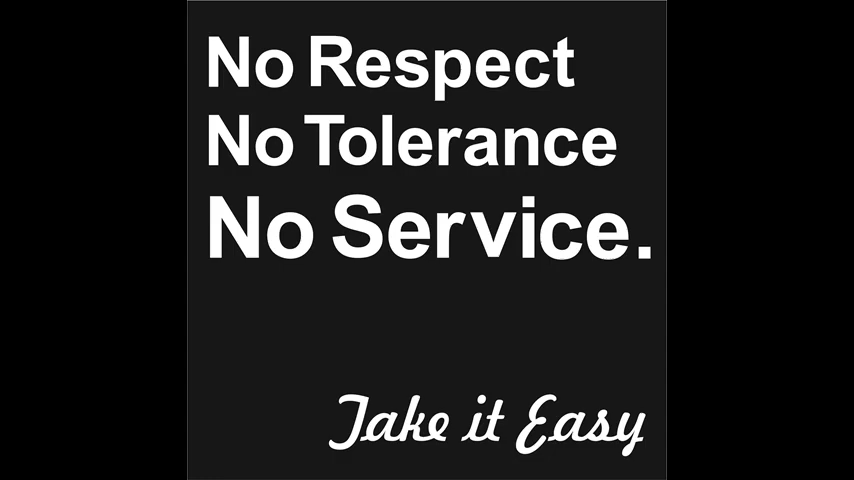 No Respect
No Tolerance
No Service.
Take it Easy